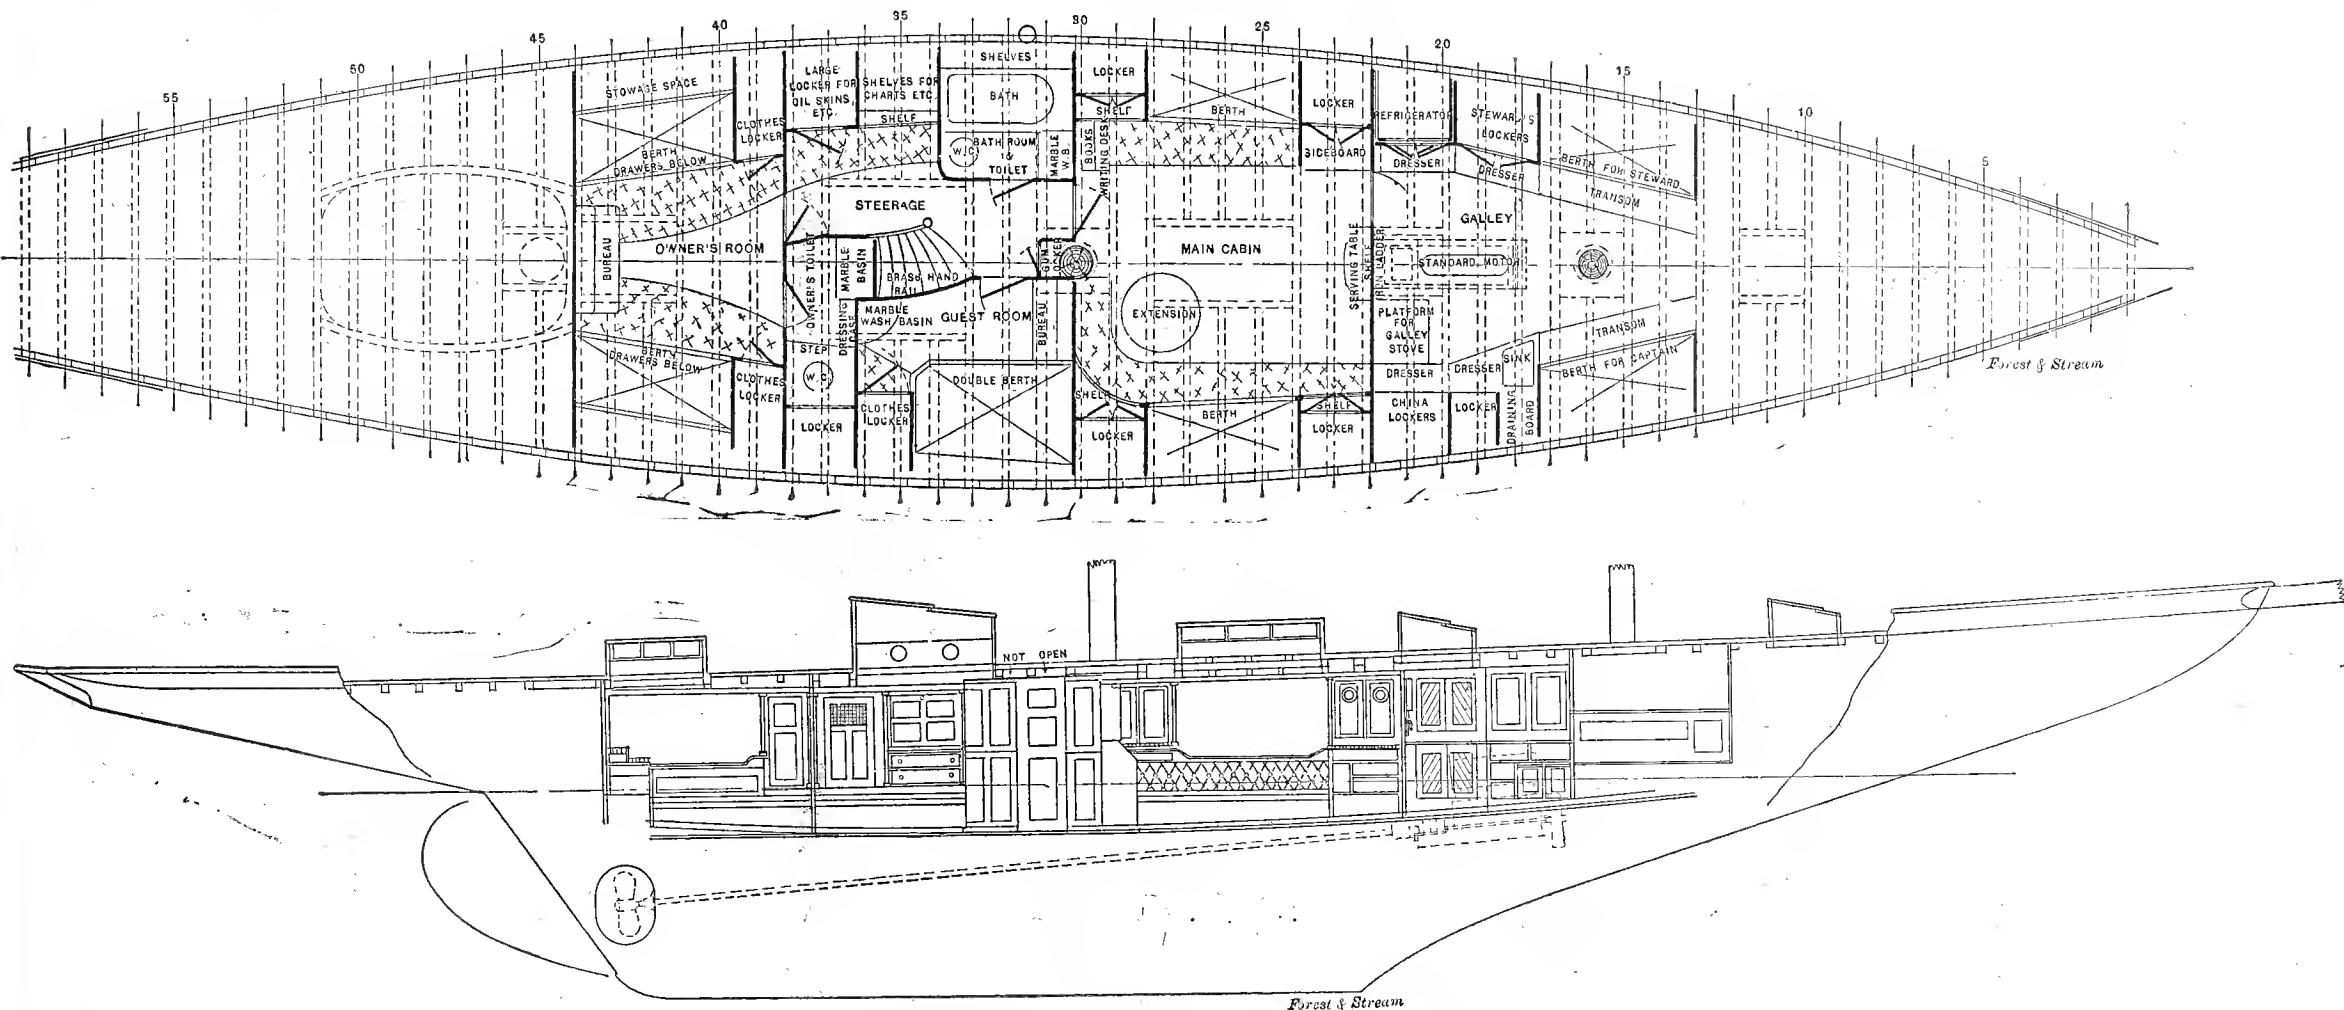 55
50
45
40
35
30
25
20
15
10
5
1
STOWAGE SPACE
BERTH
DRAWERS BELOW
CLOTHES
LOCKER
LARGE
LOCKER FOR
OIL SKINS,
ETC.
SHELVES FOR
CHARTS ETC.
SHELF
SHELVES
BATH
W.C.
BATH ROOM
&
TOILET
MARBLE
W.B.
LOCKER
SHELF
BOOKS
WRITING DESK
BERTH
LOCKER
SIDEBOARD
REFRIGERATOR
DRESSER
STEWARD'S
LOCKERS
DRESSER
BERTH FOR STEWARD
TRANSOM
BUREAU
OWNER'S ROOM
OWNER'S TOILET
MARBLE
BASIN
STEERAGE
BRASS HAND
RAIL
GUN
LOCKER
MAIN CABIN
EXTENSION
SERVING TABLE
SHELF
IRON LADDER
GALLEY
STANDARD MOTOR
PLATFORM
FOR
GALLEY
STOVE
BERTH
DRAWERS BELOW
CLOTHES
LOCKER
STEP
W.C.
LOCKER
DRESSING
CASE
MARBLE
WASH BASIN
GUEST ROOM
BUREAU
CLOTHES
LOCKER
DOUBLE BERTH
SHELF
LOCKER
BERTH
SHELF
LOCKER
DRESSER
CHINA
LOCKERS
DRESSER
LOCKER
SINK
DRAINING
BOARD
TRANSOM
BERTH FOR CAPTAIN
Forest & Stream
NOT OPEN
Forest & Stream